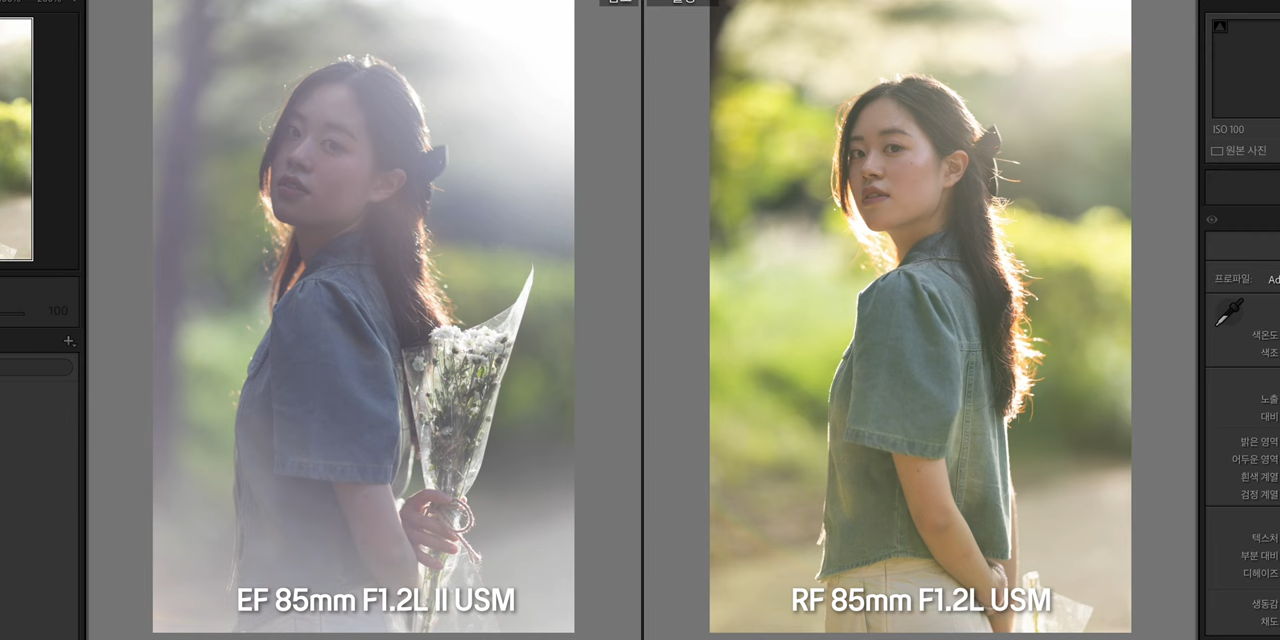 100
EF 85mm F1.2L II USM
RF 85mm F1.2L USM
ISO 100
원본 사진
프로파일:
색온도
색조
노출
대비
밝은 영역
어두운 영역
흰색 계열
검정 계열
텍스처
부분 대비
디헤이즈
생동감
채도